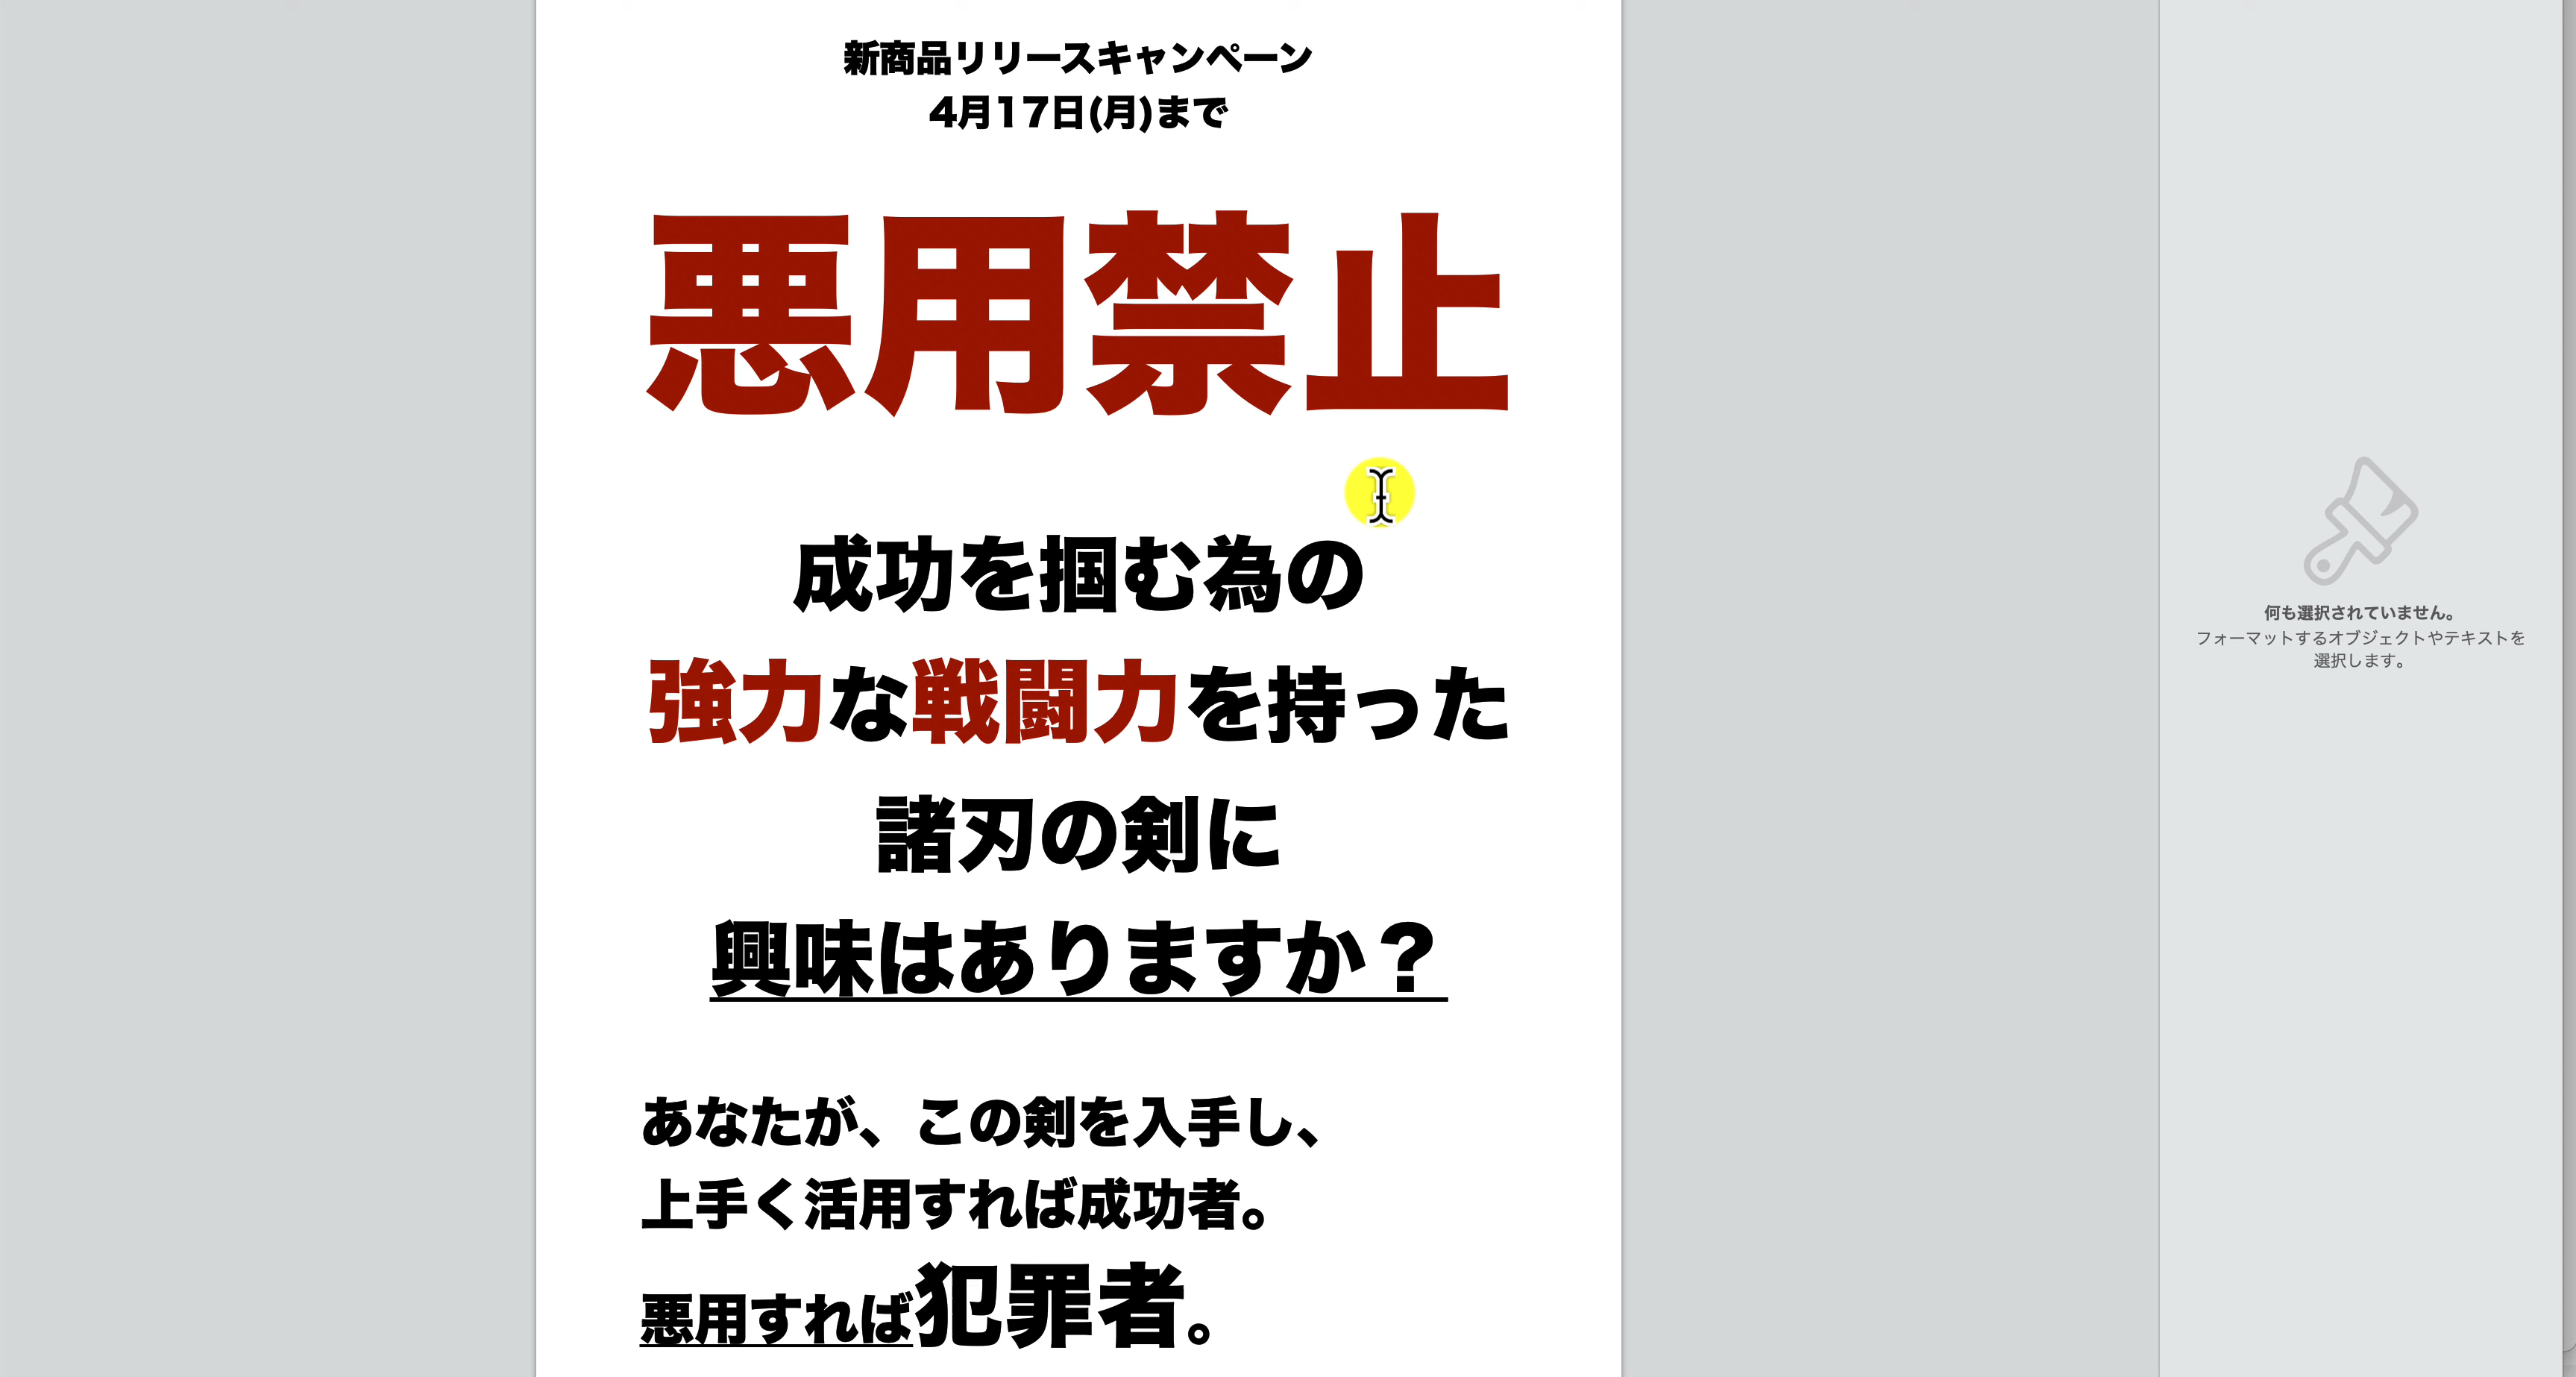 新商品リリースキャンペーン
4月17日(月)まで
悪用禁止
成功を掴む為の
強力な戦闘力を持った
諸刃の剣に
興味はありますか？
あなたが、この剣を入手し、
上手く活用すれば成功者。
悪用すれば犯罪者。
何も選択されていません。
フォーマットするオブジェクトやテキストを
選択します。